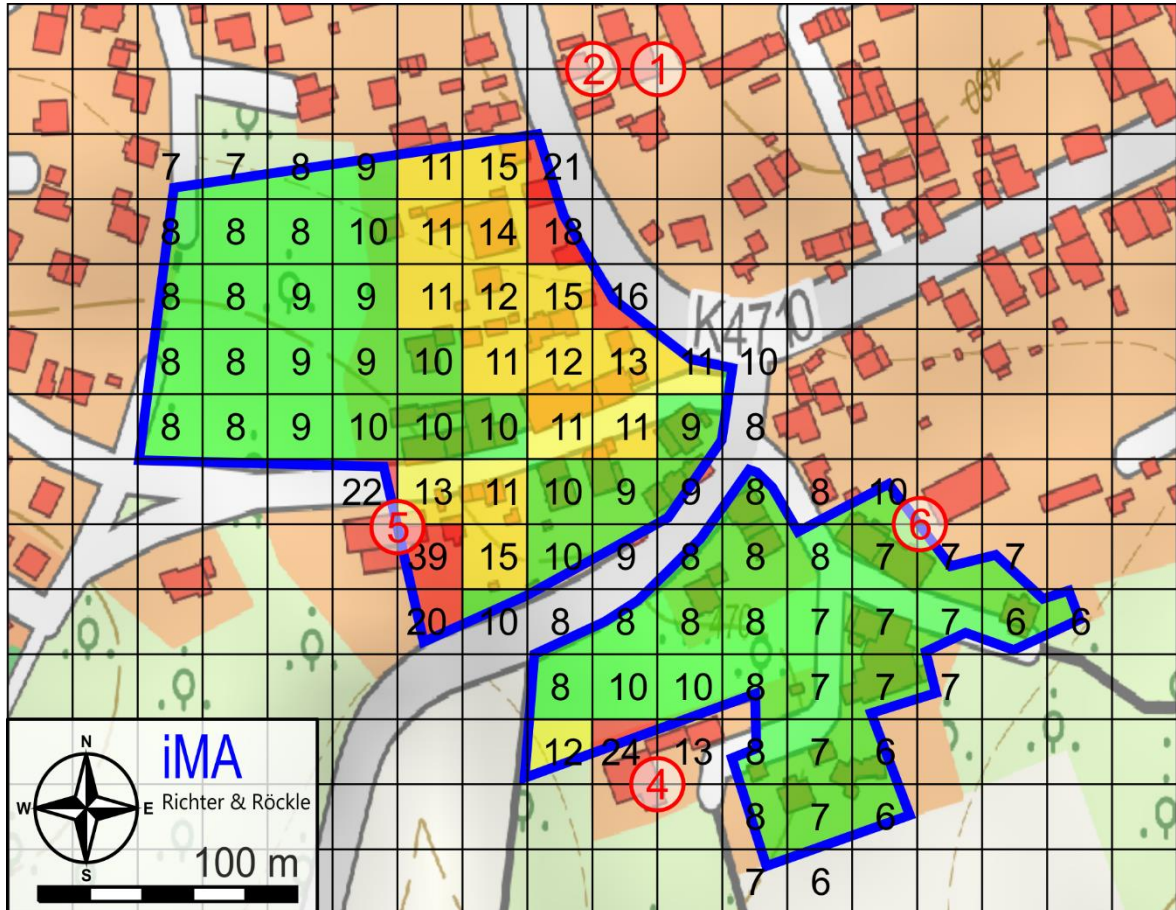 2 1
480
7 7 8 9 11 15 21
8 8 8 10 11 14 18
8 8 9 9 11 12 15 16
K4710
8 8 9 9 10 11 12 13 11 10
8 8 9 10 10 10 11 11 9 8
22 13 11 10 9 9 8 8 10
5 6
39 15 10 9 8 8 8 7 7 7
20 10 8 8 8 8 7 7 7 6 6
470
8 10 10 8 7 7 7
12 24 13 8 7 6
4
8 7 6
7 6
N
W E
S
iMA
Richter & Röckle
100 m